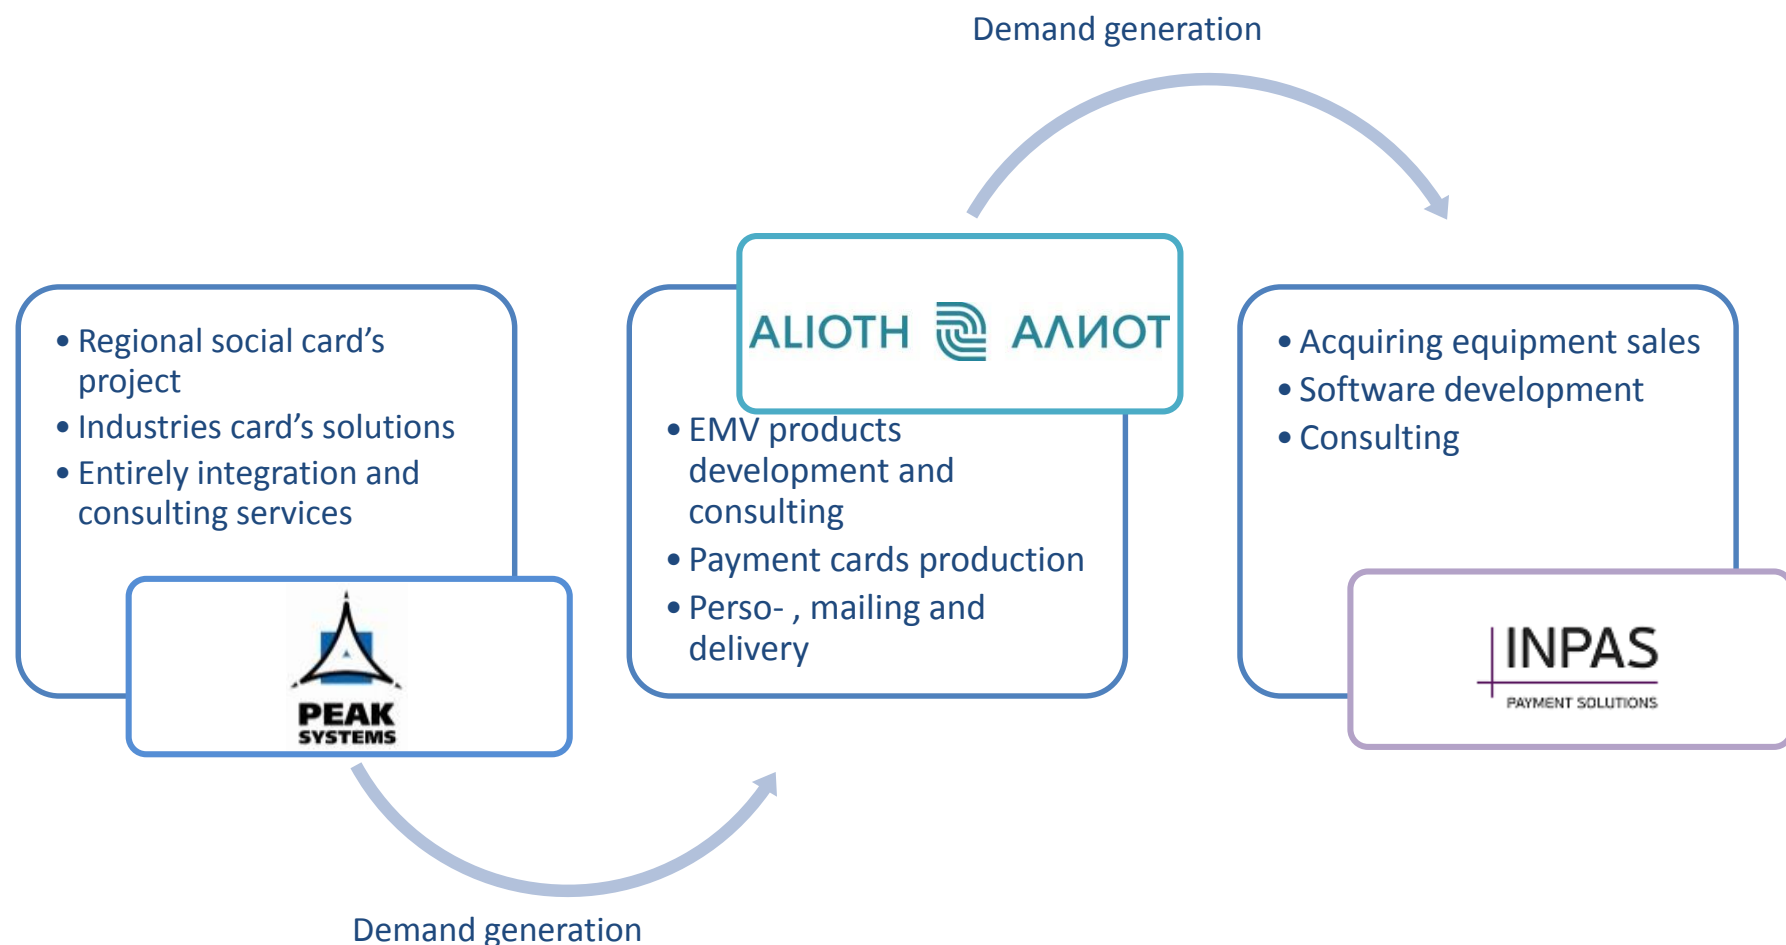 Demand generation
• Regional social card’s
project
• Industries card’s solutions
• Entirely integration and
consulting services
PEAK
SYSTEMS
Demand generation
ALIOTH АЛИОТ
• EMV products
development and
consulting
• Payment cards production
• Perso- , mailing and
delivery
• Acquiring equipment sales
• Software development
• Consulting
INPAS
PAYMENT SOLUTIONS